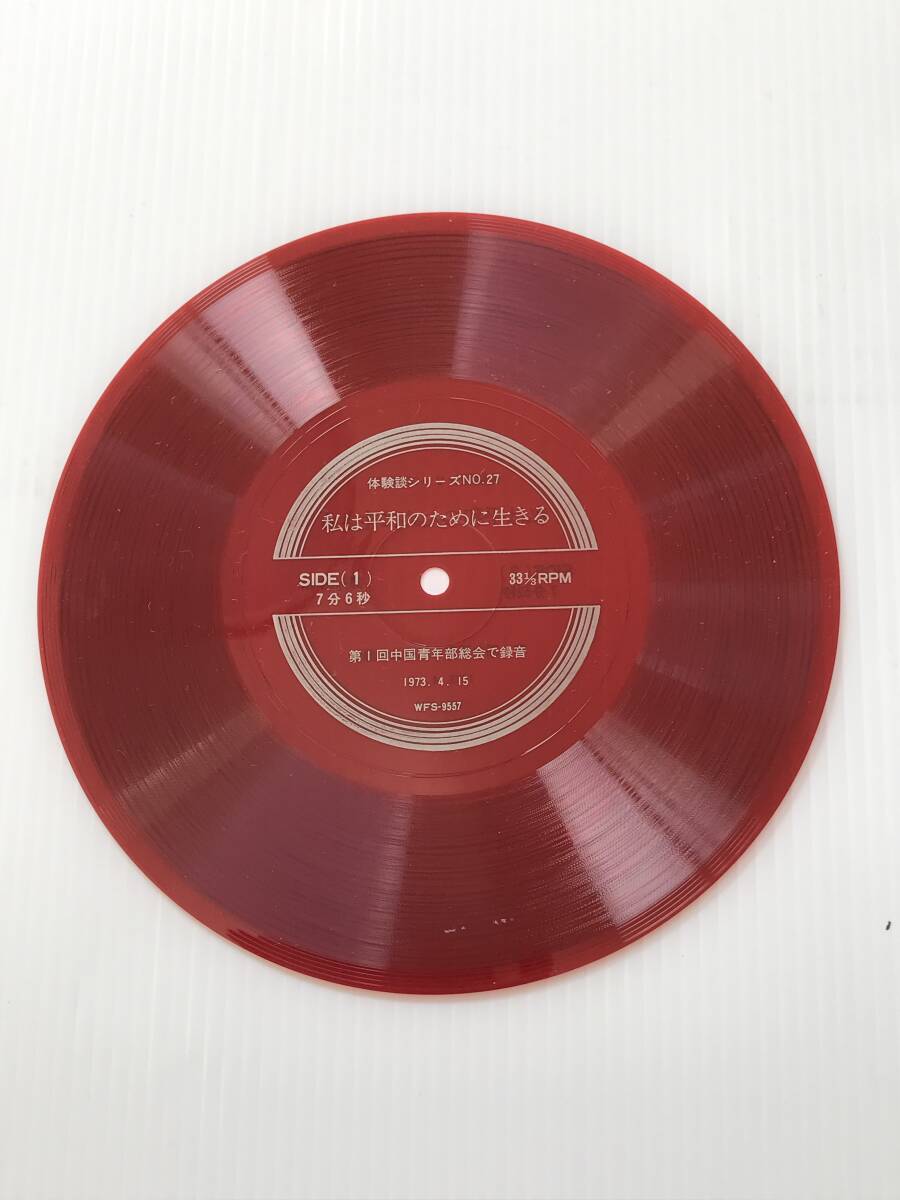 体験談シリーズNO.27
私は平和のために生きる
SIDE(1) 33⅓RPM
7分6秒
第1回中国青年部総会で録音
1973. 4. 15
WFS-9557